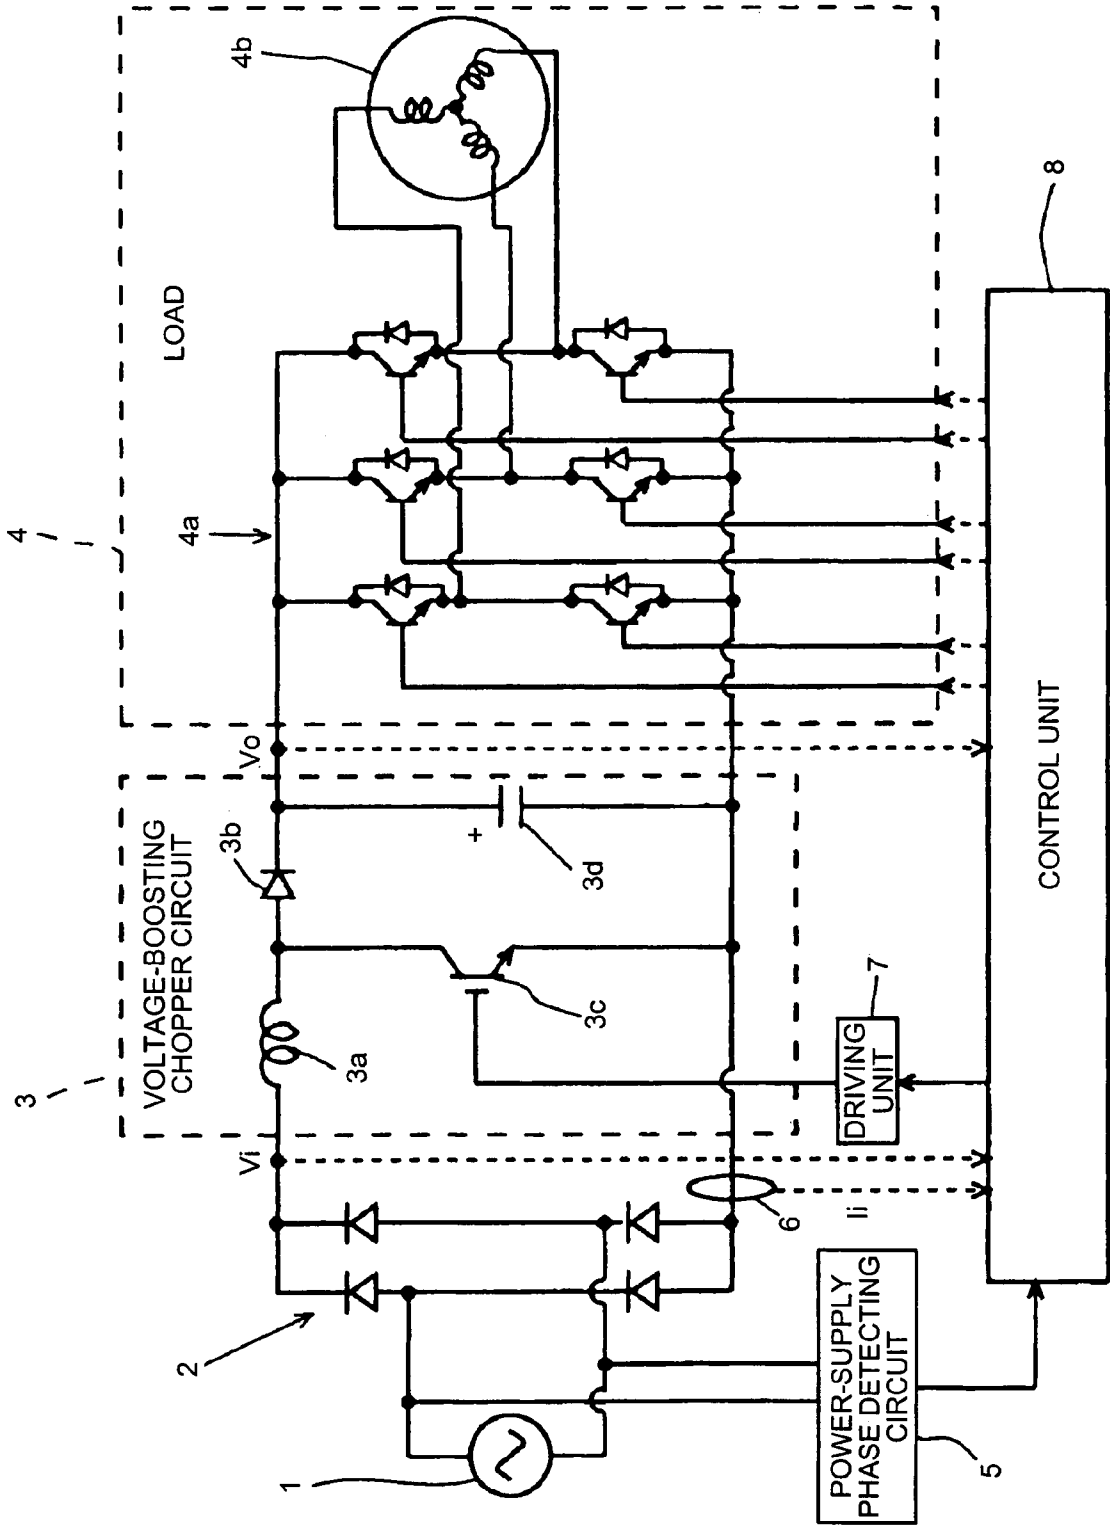 3
VOLTAGE-BOOSTING
CHOPPER CIRCUIT
4
LOAD
4a
4b
Vi
3a
3b
Vo
2
3c
3d
+
1
6
Ii
DRIVING
UNIT
7
POWER-SUPPLY
PHASE DETECTING
CIRCUIT
5
CONTROL UNIT
8